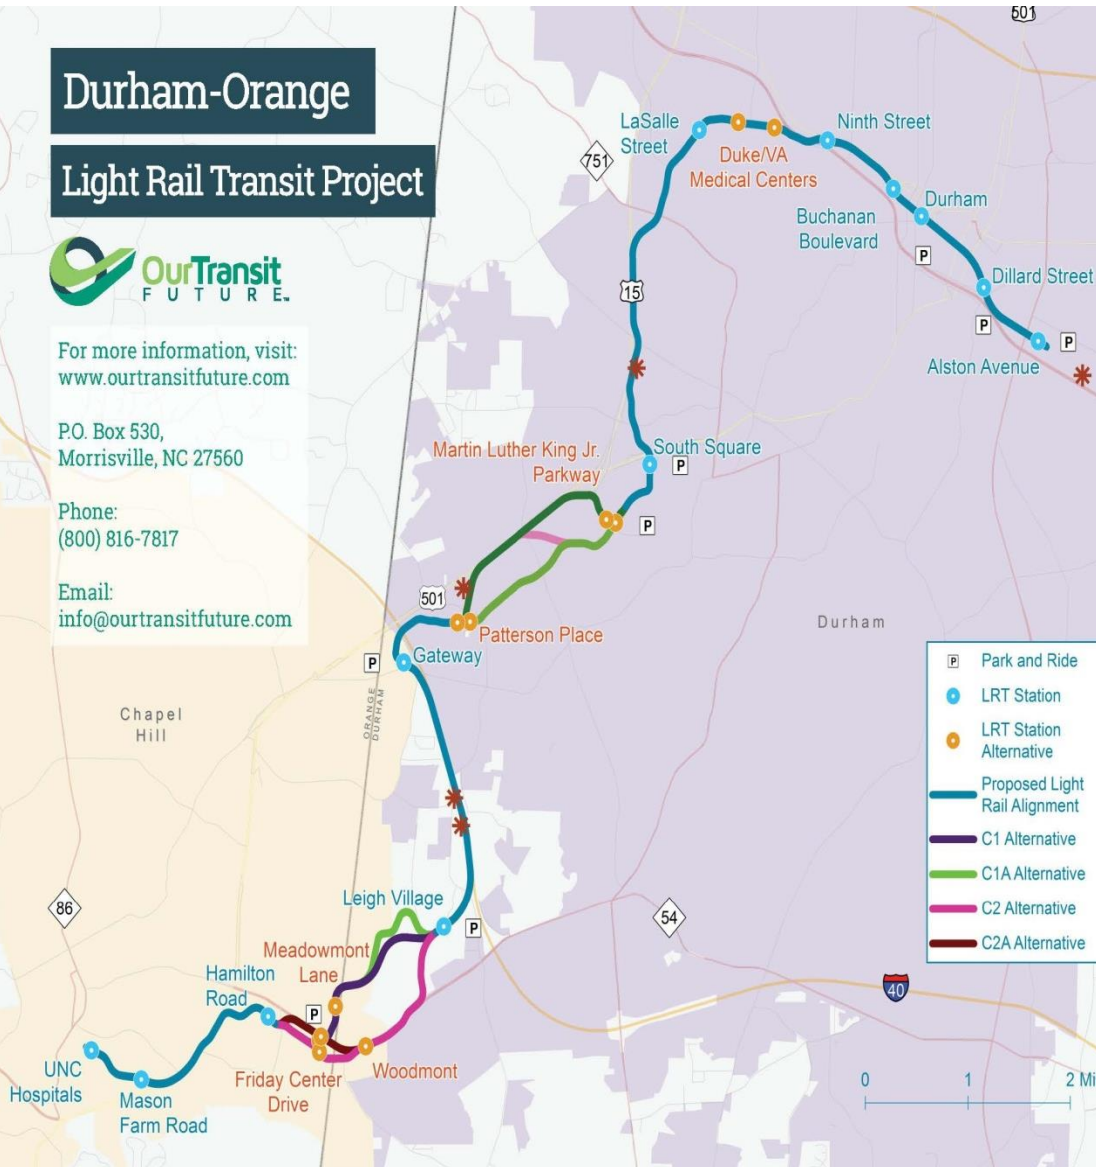 501
Durham-Orange
Light Rail Transit Project
OurTransit
FUTURE™
For more information, visit:
www.ourtransitfuture.com
P.O. Box 530,
Morrisville, NC 27560
Phone:
(800) 816-7817
Email:
info@ourtransitfuture.com
LaSalle
Street
751
Duke/VA
Medical Centers
Ninth Street
Buchanan
Boulevard
Durham
P
Dillard Street
P
Alston Avenue
P
15
Martin Luther King Jr.
Parkway
South Square
P
P
501
Patterson Place
P
Gateway
ORANGE
DURHAM
Chapel
Hill
Durham
P Park and Ride
LRT Station
LRT Station
Alternative
Proposed Light
Rail Alignment
C1 Alternative
C1A Alternative
C2 Alternative
C2A Alternative
86
54
40
Leigh Village
P
Meadowmont
Lane
Hamilton
Road
P
UNC
Hospitals
Mason
Farm Road
Friday Center
Drive
Woodmont
0 1 2 Mi